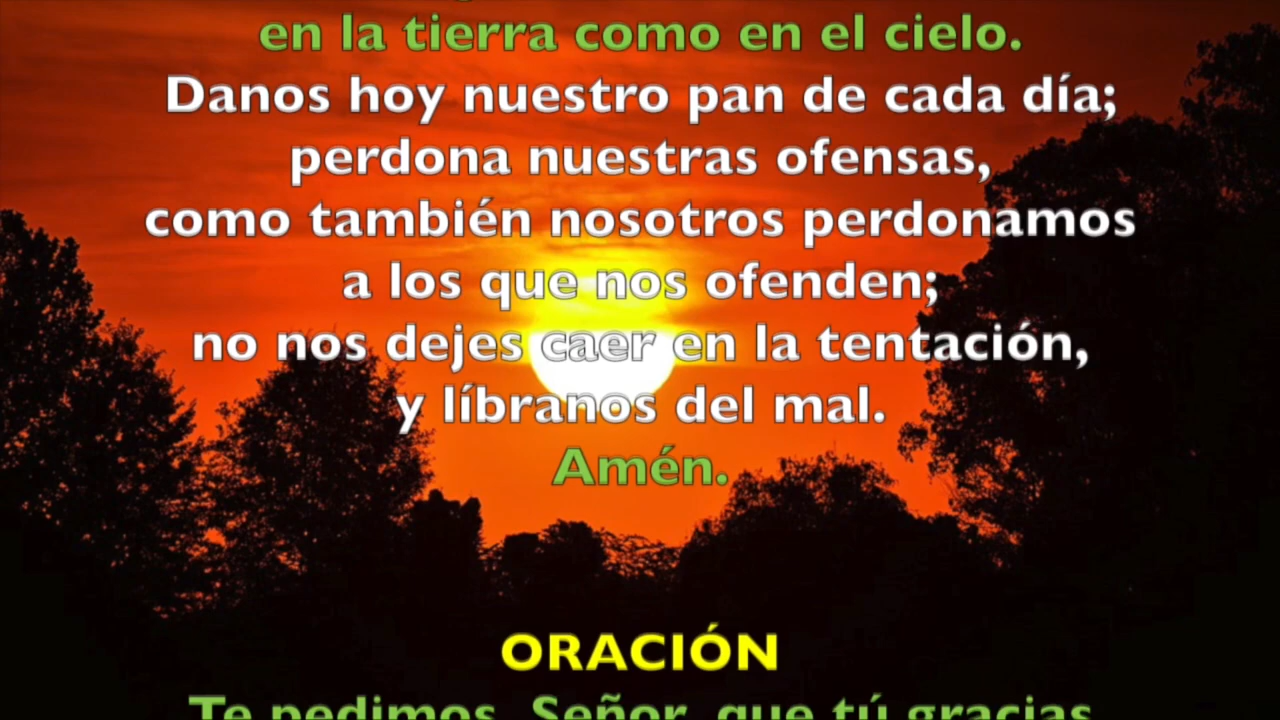 en la tierra como en el cielo.
Danos hoy nuestro pan de cada día;
perdona nuestras ofensas,
como también nosotros perdonamos
a los que nos ofenden;
no nos dejes caer en la tentación,
y líbranos del mal.
Amén.
ORACIÓN
Te pedimos, Señor, que tú gracias